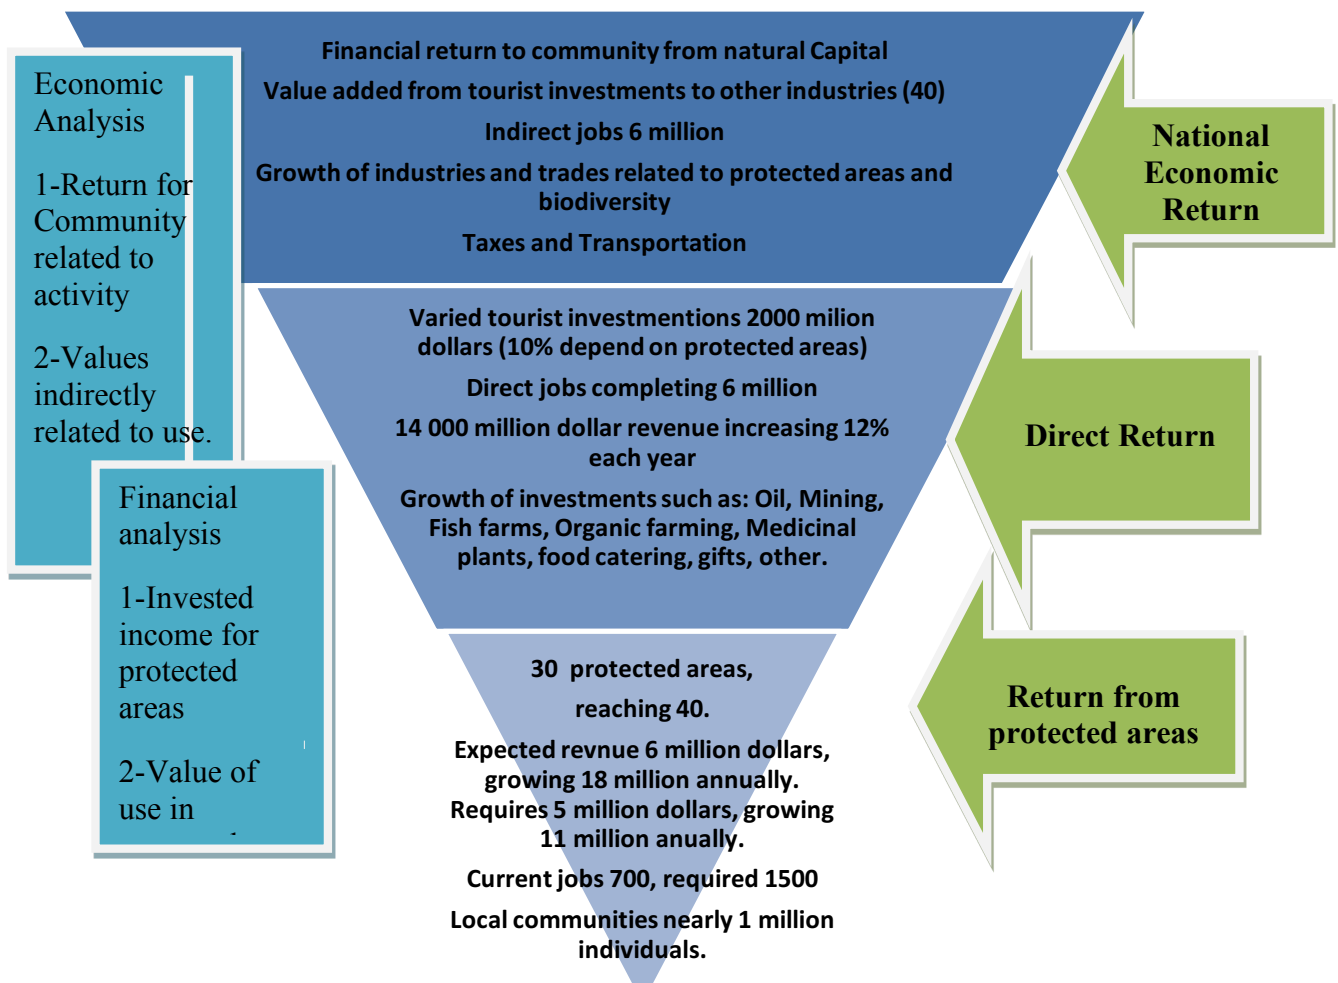 Economic
Analysis
1-Return for
Community
related to
activity
2-Values
indirectly
related to use.
Financial
analysis
1-Invested
income for
protected
areas
2-Value of
use in
Financial return to community from natural Capital
Value added from tourist investments to other industries (40)
Indirect jobs 6 million
Growth of industries and trades related to protected areas and
biodiversity
Taxes and Transportation
Varied tourist investmentions 2000 milion
dollars (10% depend on protected areas)
Direct jobs completing 6 million
14 000 million dollar revenue increasing 12%
each year
Growth of investments such as: Oil, Mining,
Fish farms, Organic farming, Medicinal
plants, food catering, gifts, other.
30 protected areas,
reaching 40.
Expected revnue 6 million dollars,
growing 18 million annually.
Requires 5 million dollars, growing
11 million anually.
Current jobs 700, required 1500
Local communities nearly 1 million
individuals.
National
Economic
Return
Direct Return
Return from
protected areas